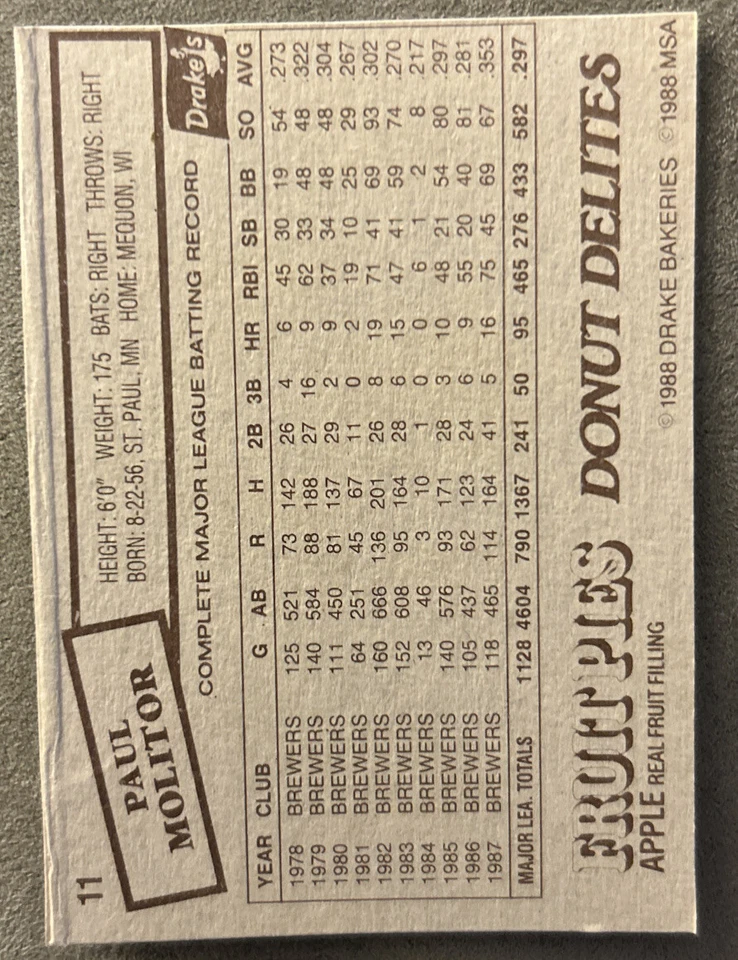 11
PAUL
MOLITOR
HEIGHT: 6'0" WEIGHT: 175 BATS: RIGHT THROWS: RIGHT
BORN: 8-22-56, ST. PAUL, MN HOME: MEQUON, WI
COMPLETE MAJOR LEAGUE BATTING RECORD
Drake's
YEAR CLUB G AB R H 2B 3B HR RBI SB BB SO AVG
1978 BREWERS 125 521 73 142 26 4 6 45 30 19 54 .273
1979 BREWERS 140 584 88 188 27 16 9 62 33 48 48 .322
1980 BREWERS 111 450 81 137 29 2 9 37 34 48 48 .304
1981 BREWERS 64 251 45 67 11 0 2 19 10 25 29 .267
1982 BREWERS 160 666 136 201 26 8 19 71 41 69 93 .302
1983 BREWERS 152 608 95 164 28 6 15 47 41 59 74 .270
1984 BREWERS 13 46 3 10 1 0 0 6 1 2 8 .217
1985 BREWERS 140 576 93 171 28 3 10 48 21 54 80 .297
1986 BREWERS 105 437 62 123 24 6 9 55 20 40 81 .281
1987 BREWERS 118 465 114 164 41 5 16 75 45 69 67 .353
MAJOR LEA. TOTALS 1128 4604 790 1367 241 50 95 465 276 433 582 .297
FRUIT PIES DONUT DELITES
APPLE REAL FRUIT FILLING ©1988 DRAKE BAKERIES ©1988 MSA